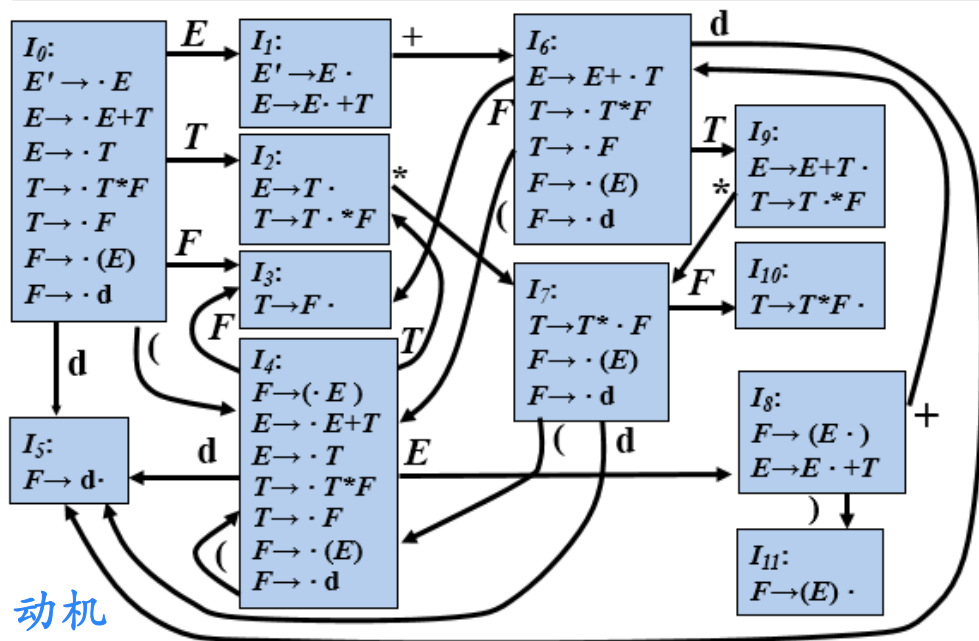 I₀:
E' → · E
E → · E+T
E → · T
T → · T*F
T → · F
F → · (E)
F → · d
E
T
F
d
(
I₁:
E' → E ·
E → E · +T
+
I₂:
E → T ·
T → T · *F
*
I₃:
T → F ·
I₄:
F → (· E )
E → · E+T
E → · T
T → · T*F
T → · F
F → · (E)
F → · d
F
T
d
E
(
I₅:
F → d ·
I₆:
E → E+ · T
T → · T*F
T → · F
F → · (E)
F → · d
d
F
(
T
I₇:
T → T* · F
F → · (E)
F → · d
F
(
d
I₈:
F → (E · )
E → E · +T
+
)
I₉:
E → E+T ·
T → T · *F
*
I₁₀:
T → T*F ·
I₁₁:
F → (E) ·
动机